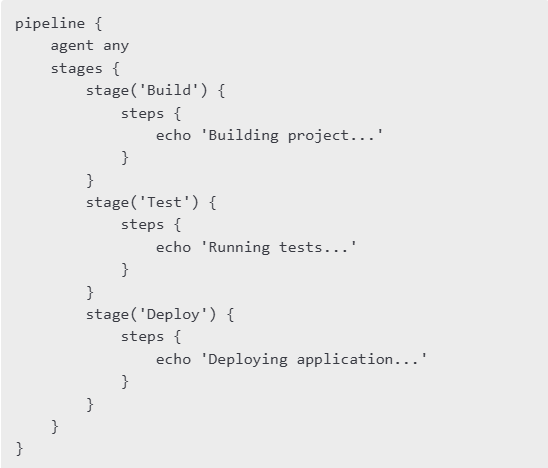 pipeline {
    agent any
    stages {
        stage('Build') {
            steps {
                echo 'Building project...'
            }
        }
        stage('Test') {
            steps {
                echo 'Running tests...'
            }
        }
        stage('Deploy') {
            steps {
                echo 'Deploying application...'
            }
        }
    }
}